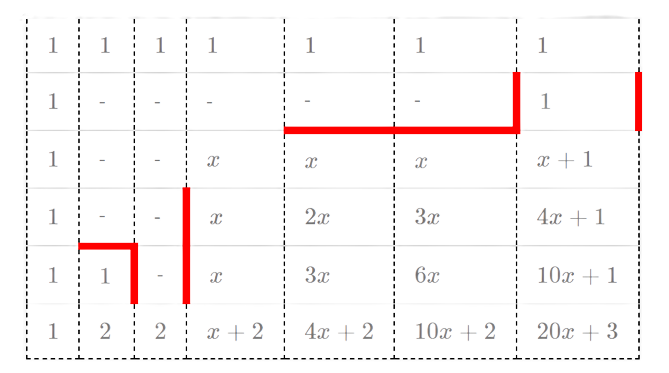 1 1 1 1 1 1 1
1 - - - - - 1
1 - - x x x x + 1
1 - - x 2x 3x 4x + 1
1 1 - x 3x 6x 10x + 1
1 2 2 x + 2 4x + 2 10x + 2 20x + 3